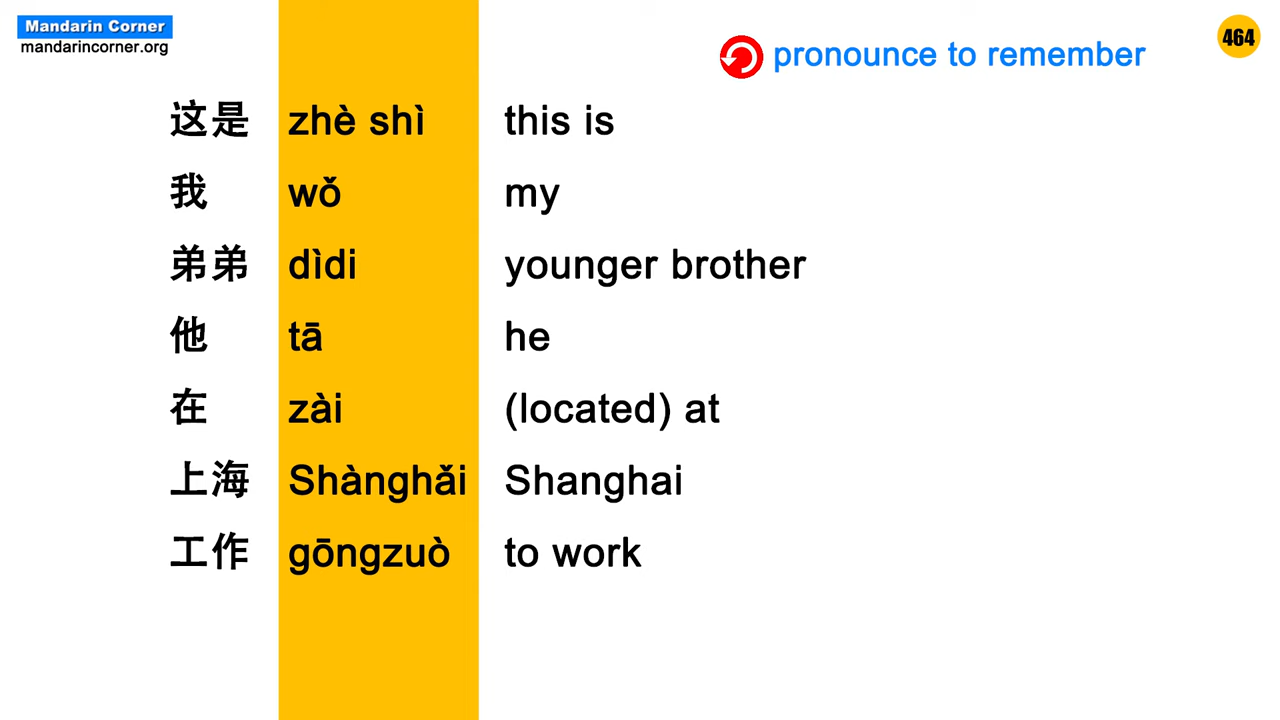 Mandarin Corner
mandarincorner.org
pronounce to remember
464
这是 zhè shì this is
我 wǒ my
弟弟 dìdi younger brother
他 tā he
在 zài (located) at
上海 Shànghǎi Shanghai
工作 gōngzuò to work